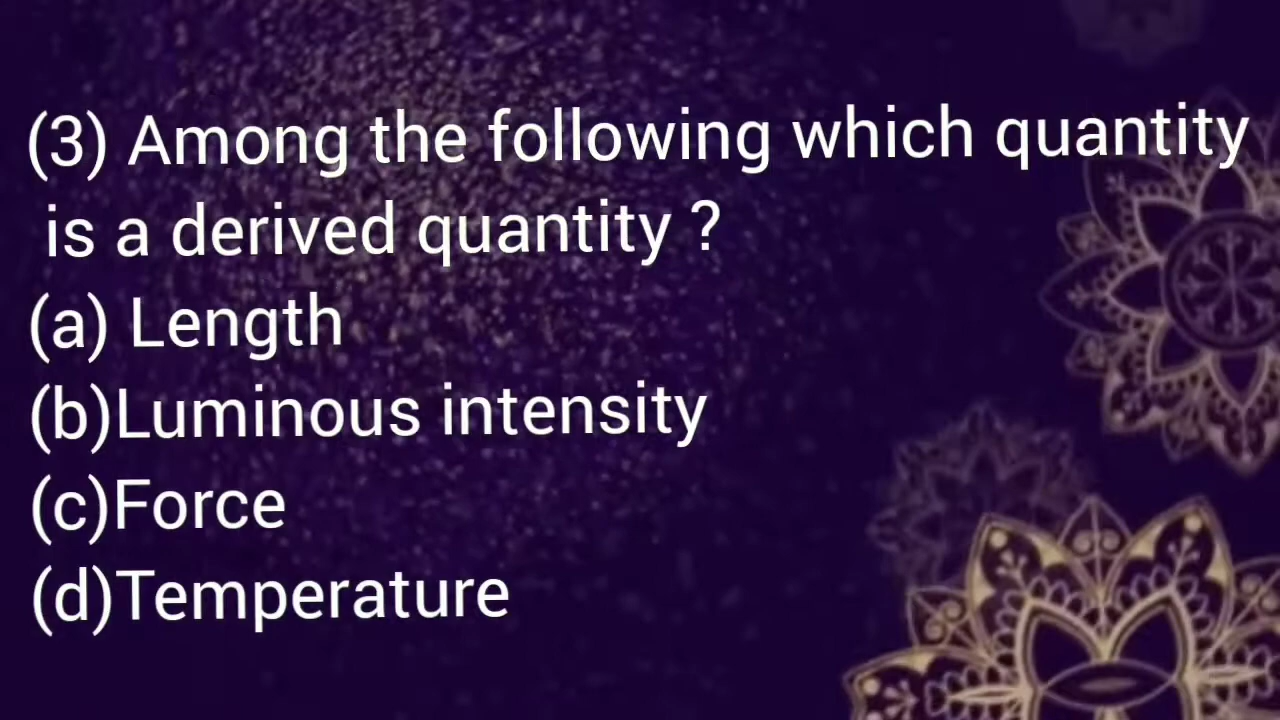 (3) Among the following which quantity
is a derived quantity ?
(a) Length
(b)Luminous intensity
(c)Force
(d)Temperature